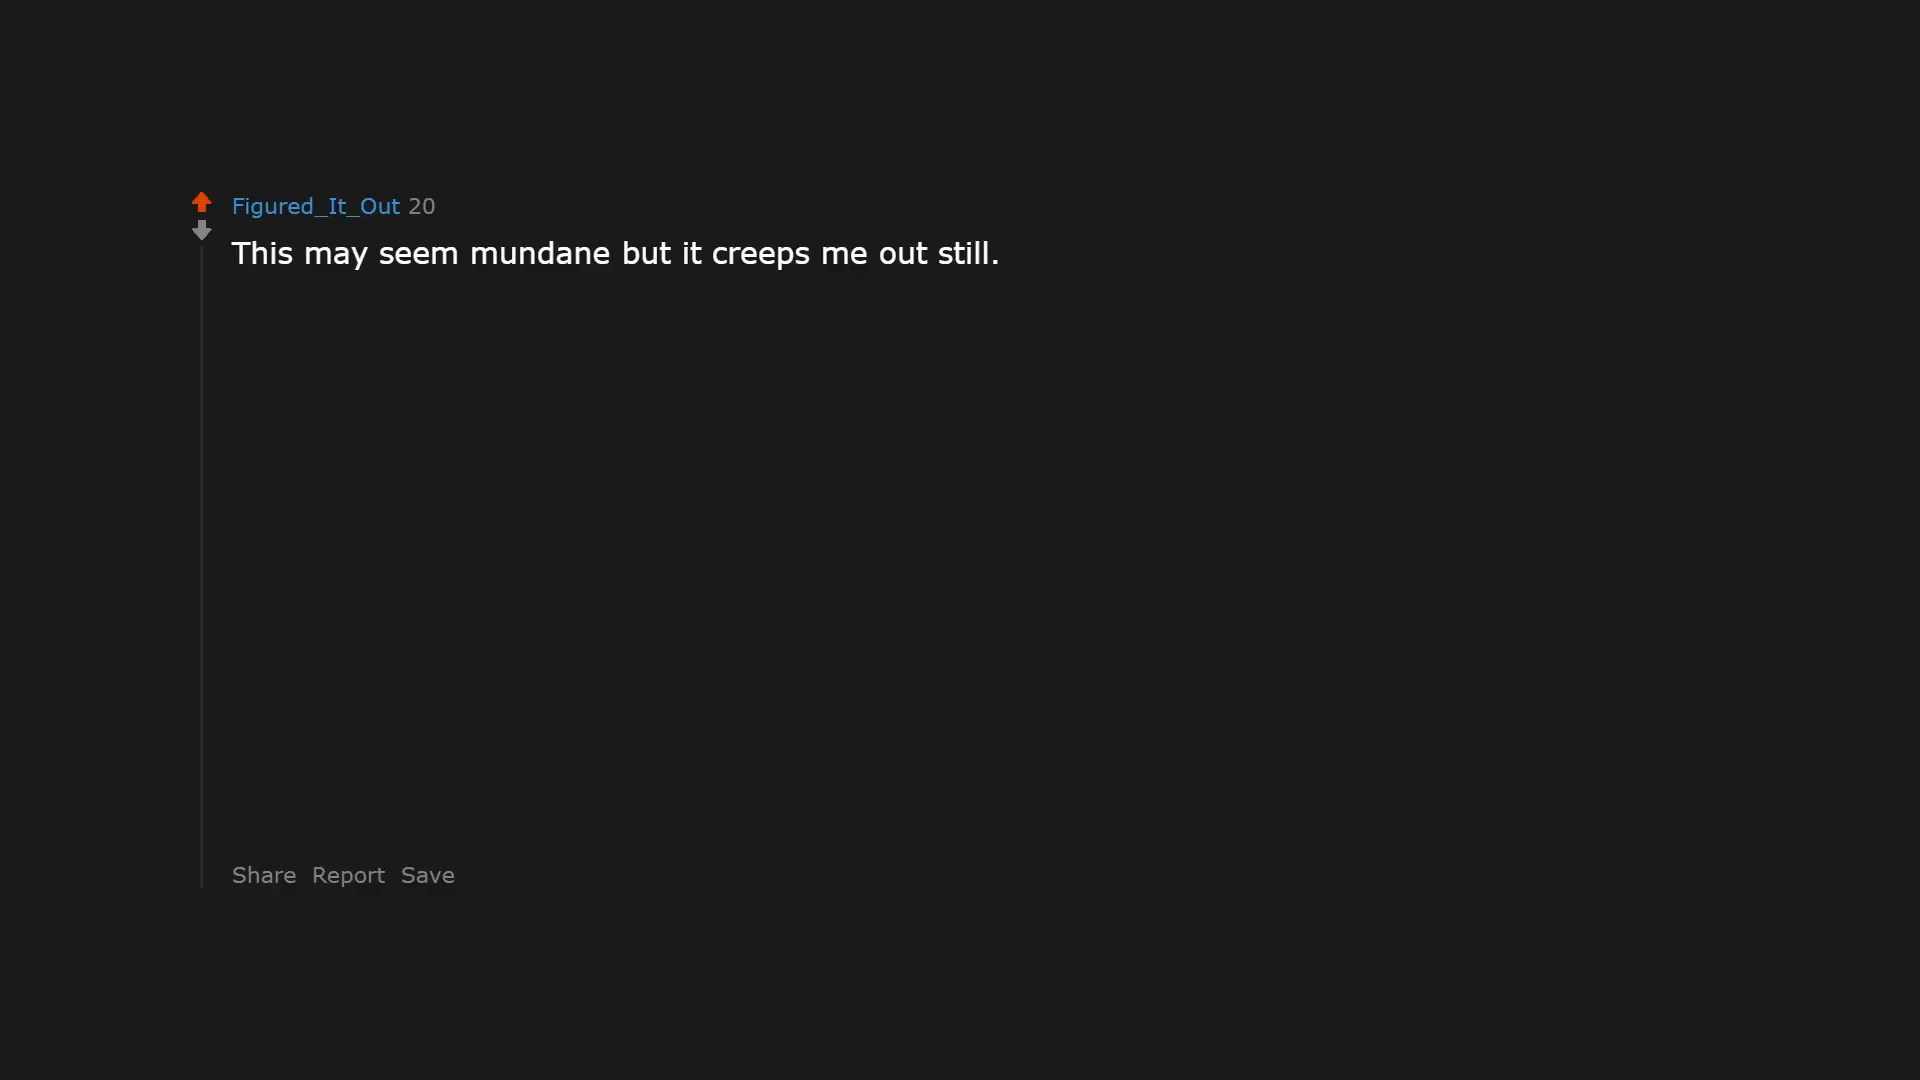 Figured_It_Out 20
This may seem mundane but it creeps me out still.
Share Report Save